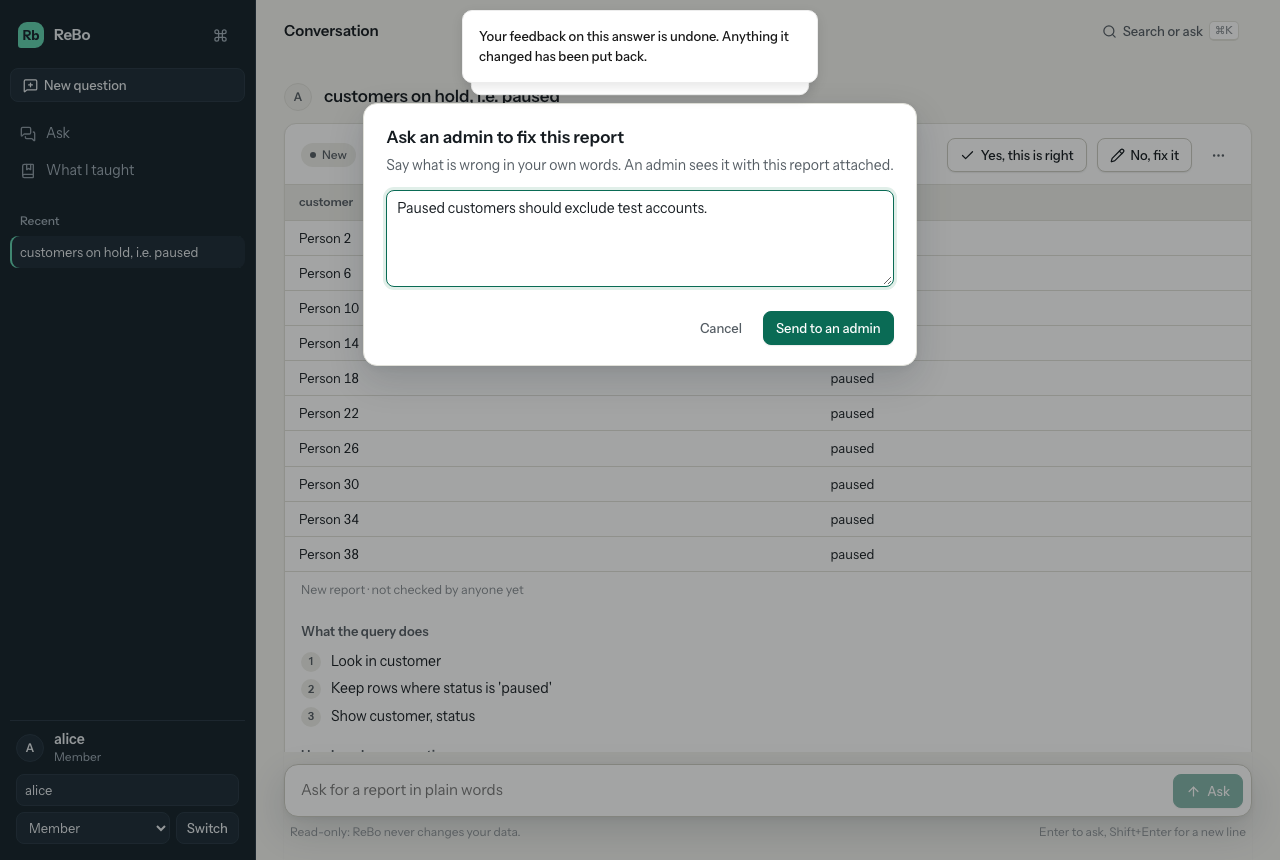 Rb ReBo ⌘
New question
Ask
What I taught
Recent
customers on hold, i.e. paused
A alice
Member
alice
Member Switch
Conversation
Search or ask ⌘K
Your feedback on this answer is undone. Anything it
changed has been put back.
A customers on hold, i.e. paused
New Yes, this is right No, fix it ...
Ask an admin to fix this report
Say what is wrong in your own words. An admin sees it with this report attached.
Paused customers should exclude test accounts.
Cancel Send to an admin
customer
Person 2
Person 6
Person 10
Person 14
Person 18 paused
Person 22 paused
Person 26 paused
Person 30 paused
Person 34 paused
Person 38 paused
New report · not checked by anyone yet
What the query does
1 Look in customer
2 Keep rows where status is 'paused'
3 Show customer, status
Ask for a report in plain words
Ask
Read-only: ReBo never changes your data.
Enter to ask, Shift+Enter for a new line